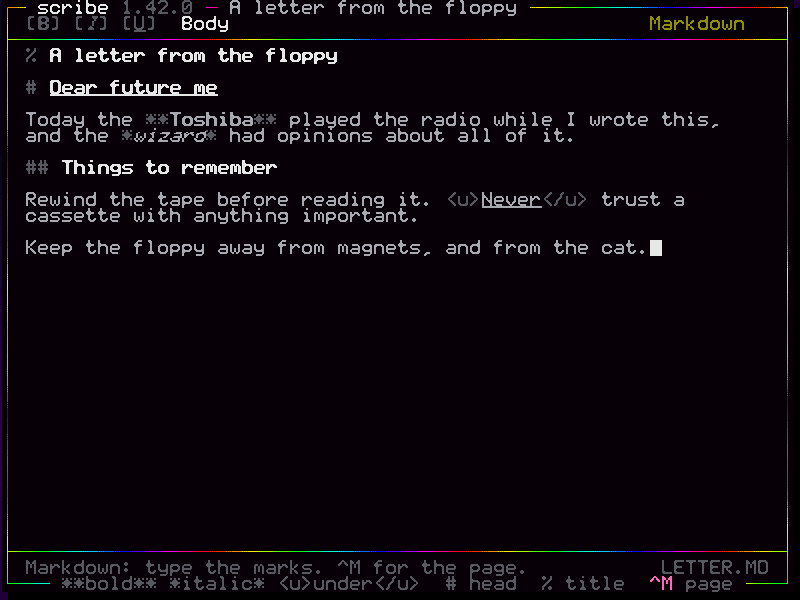 scribe 1.42.0 — A letter from the floppy
[B] [I] [U] Body Markdown
% A letter from the floppy
# Dear future me
Today the **Toshiba** played the radio while I wrote this,
and the *wizard* had opinions about all of it.
## Things to remember
Rewind the tape before reading it. <u>Never</u> trust a
cassette with anything important.
Keep the floppy away from magnets, and from the cat.
Markdown: type the marks. ^M for the page. LETTER.MD
**bold** *italic* <u>under</u> # head % title ^M page